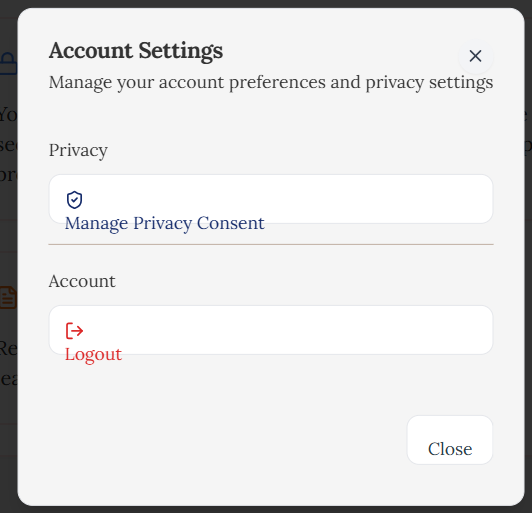 Account Settings
Manage your account preferences and privacy settings
Privacy
Manage Privacy Consent
Account
Logout
Close